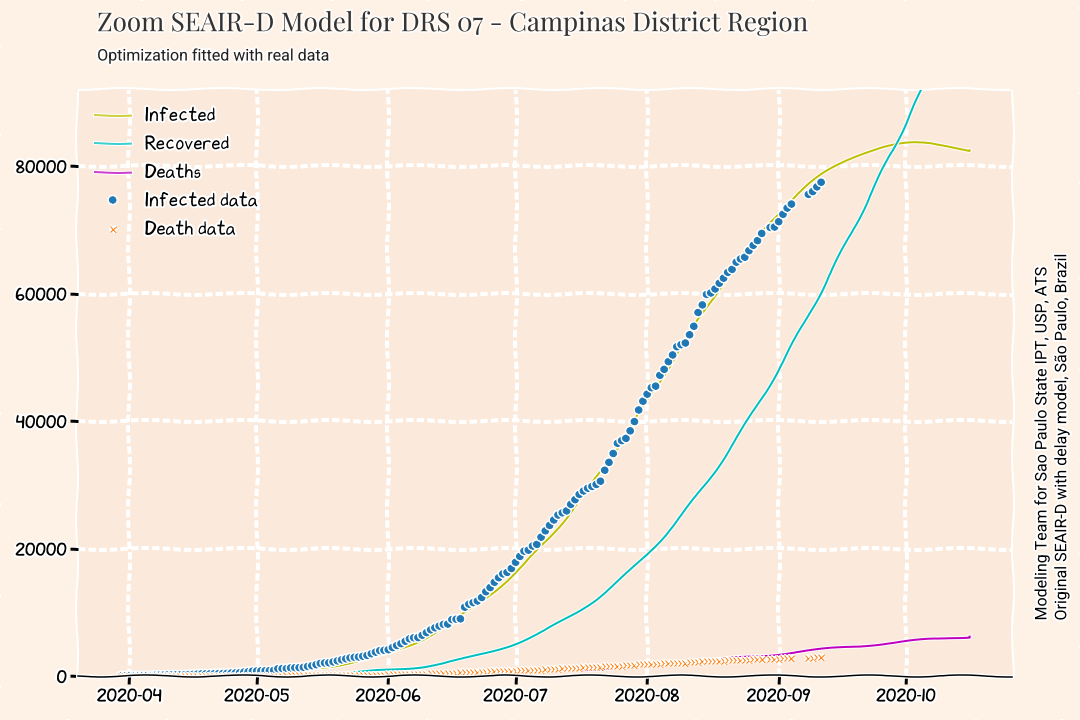 Zoom SEAIR-D Model for DRS 07 - Campinas District Region
Optimization fitted with real data
Infected
Recovered
Deaths
Infected data
Death data
80000
60000
40000
20000
0
2020-04
2020-05
2020-06
2020-07
2020-08
2020-09
2020-10
Modeling Team for Sao Paulo State IPT, USP, ATS
Original SEAIR-D with delay model, São Paulo, Brazil